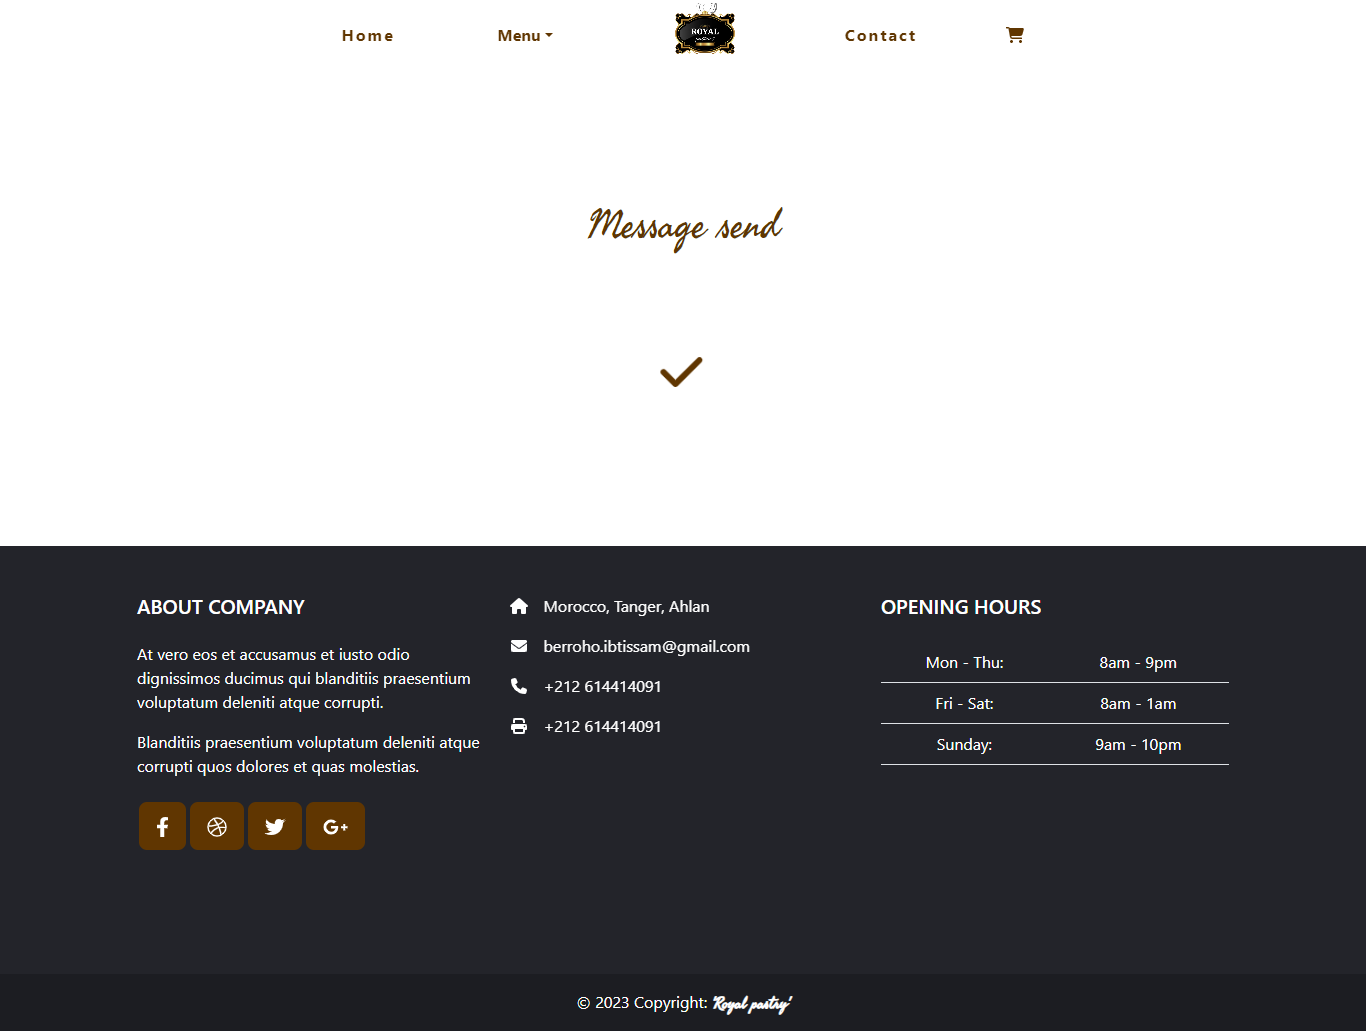 Home
Menu
ROYAL
Contact
Message send
ABOUT COMPANY
At vero eos et accusamus et iusto odio
dignissimos ducimus qui blanditiis praesentium
voluptatum deleniti atque corrupti.
Blanditiis praesentium voluptatum deleniti atque
corrupti quos dolores et quas molestias.
Morocco, Tanger, Ahlan
berroho.ibtissam@gmail.com
+212 614414091
+212 614414091
OPENING HOURS
Mon - Thu: 8am - 9pm
Fri - Sat: 8am - 1am
Sunday: 9am - 10pm
© 2023 Copyright: 'Royal pastry'